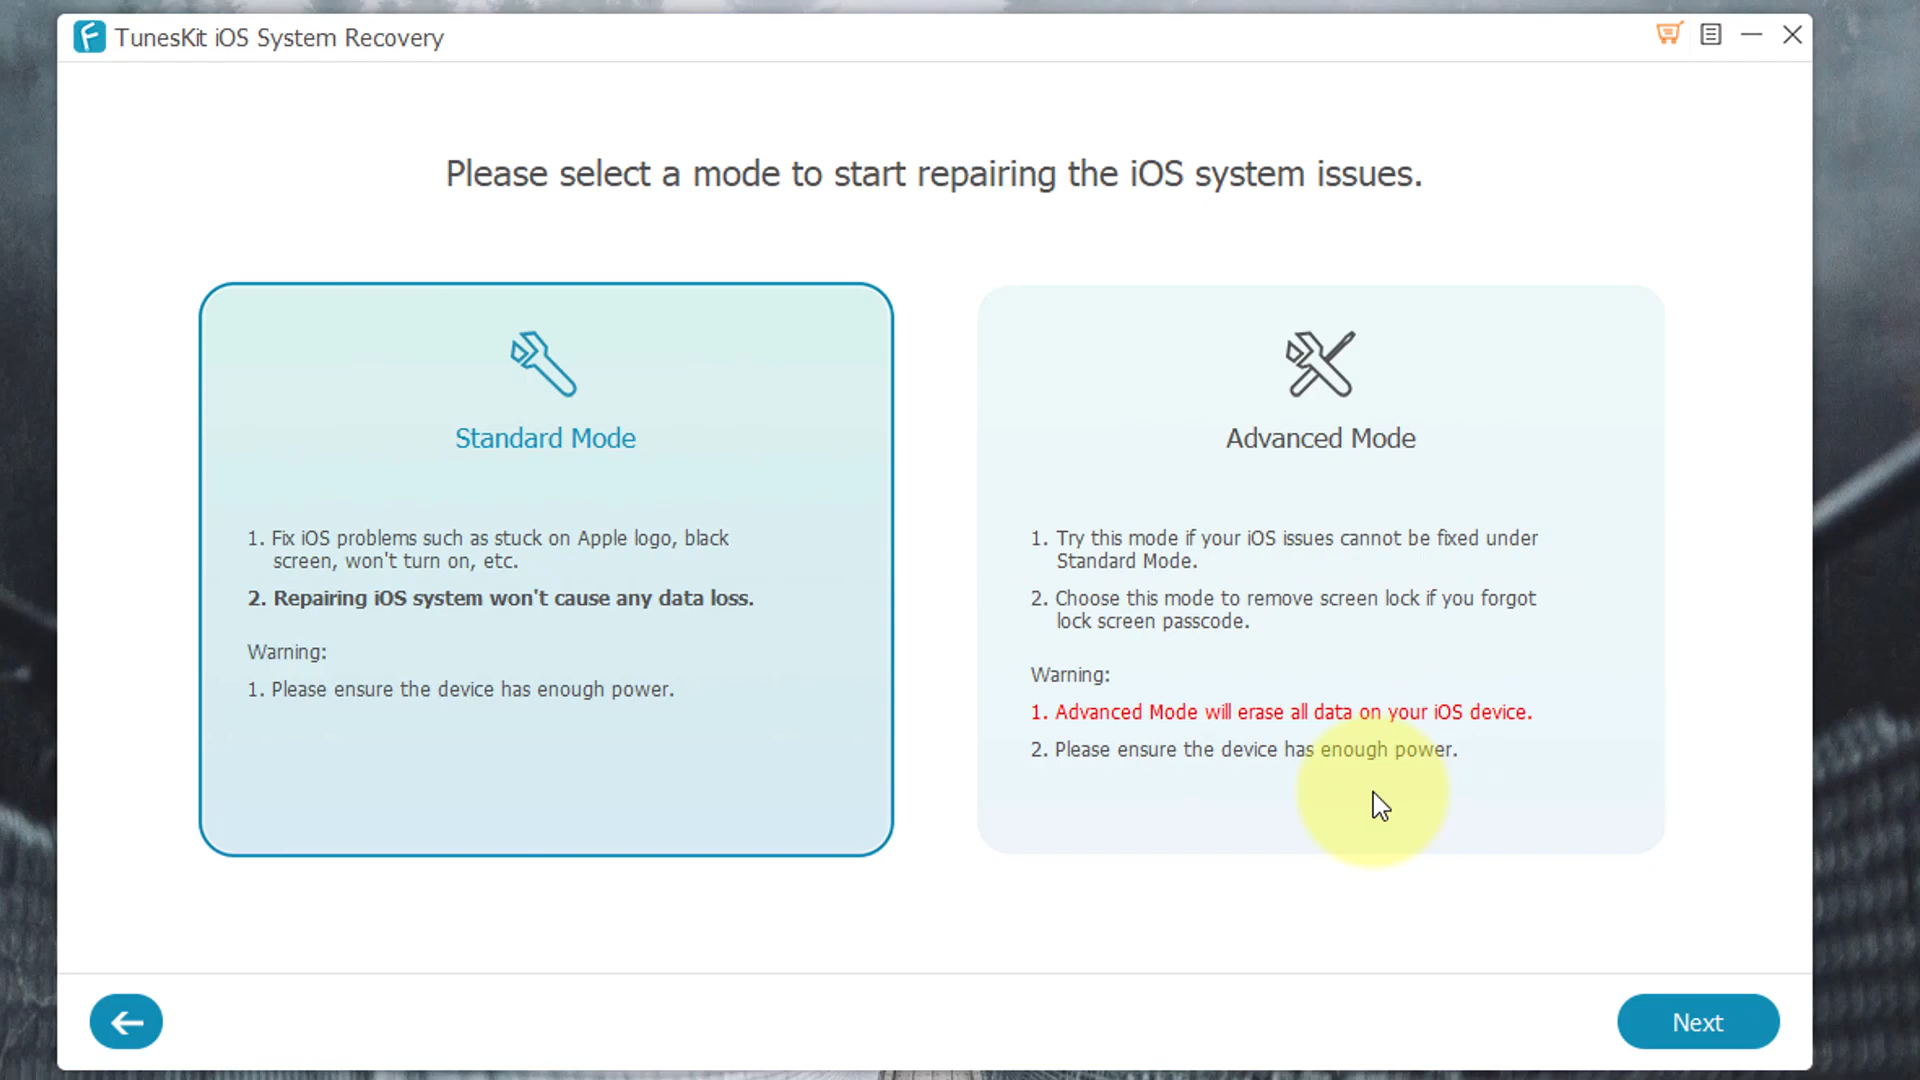 TunesKit iOS System Recovery
Please select a mode to start repairing the iOS system issues.
Standard Mode
1. Fix iOS problems such as stuck on Apple logo, black
screen, won't turn on, etc.
2. Repairing iOS system won't cause any data loss.
Warning:
1. Please ensure the device has enough power.
Advanced Mode
1. Try this mode if your iOS issues cannot be fixed under
Standard Mode.
2. Choose this mode to remove screen lock if you forgot
lock screen passcode.
Warning:
1. Advanced Mode will erase all data on your iOS device.
2. Please ensure the device has enough power.
Next